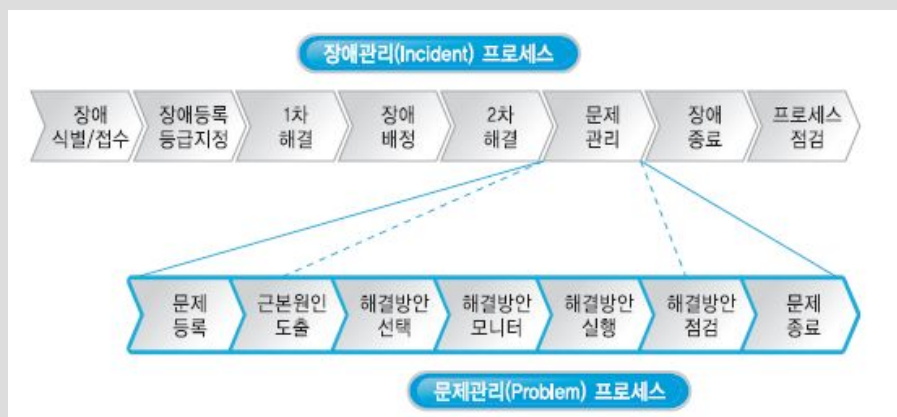 장애관리(Incident) 프로세스
장애
식별/접수
장애등록
등급지정
1차
해결
장애
배정
2차
해결
문제
관리
장애
종료
프로세스
점검
문제
등록
근본원인
도출
해결방안
선택
해결방안
모니터
해결방안
실행
해결방안
점검
문제
종료
문제관리(Problem) 프로세스